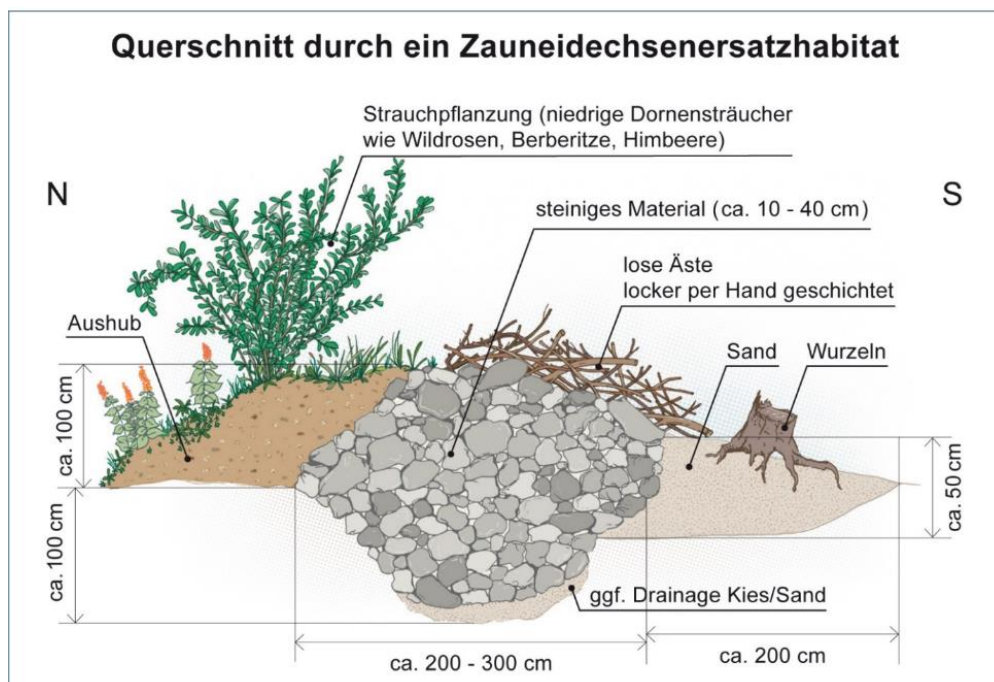 Querschnitt durch ein Zauneidechsenersatzhabitat
Strauchpflanzung (niedrige Dornensträucher
wie Wildrosen, Berberitze, Himbeere)
N
S
steiniges Material (ca. 10 - 40 cm)
lose Äste
locker per Hand geschichtet
Aushub
Sand
Wurzeln
ca. 100 cm
ca. 50 cm
ca. 100 cm
ggf. Drainage Kies/Sand
ca. 200 - 300 cm
ca. 200 cm